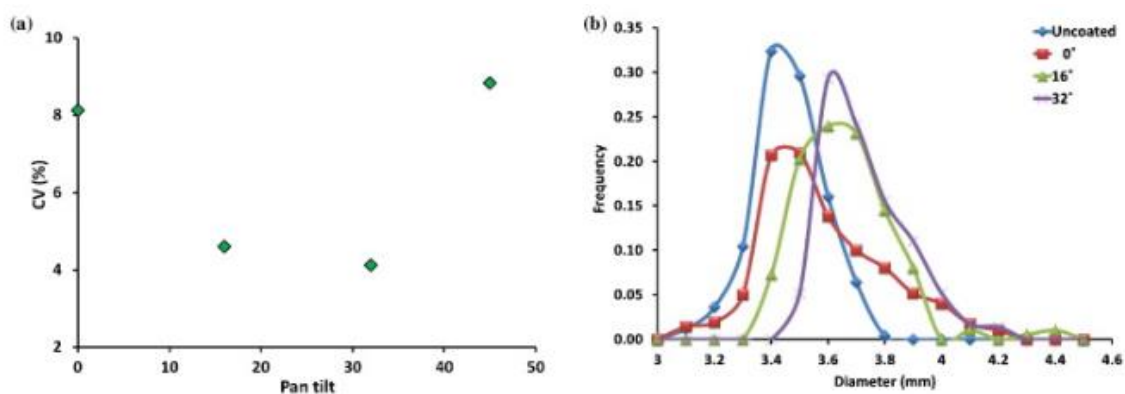 (a)
10
8
6
4
2
CV (%)
0 10 20 30 40 50
Pan tilt
(b)
0.35
0.30
0.25
0.20
0.15
0.10
0.05
0.00
Frequency
3 3.2 3.4 3.6 3.8 4 4.2 4.4 4.6
Diameter (mm)
Uncoated
0°
16°
32°